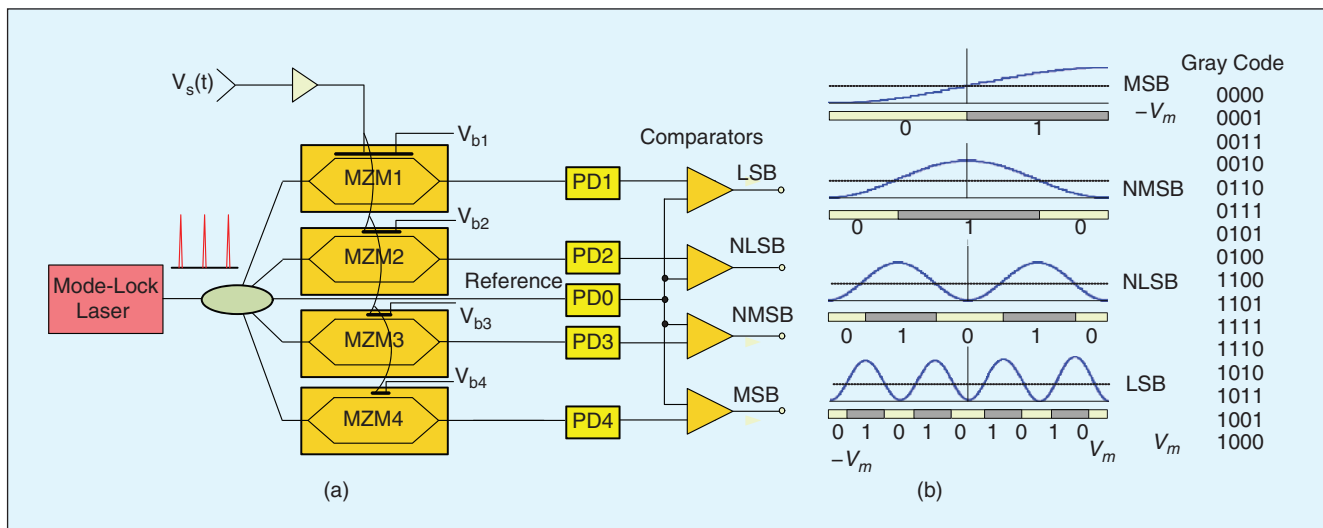 V_s(t)
V_b1
MZM1
PD1
Comparators
LSB
V_b2
MZM2
PD2
NLSB
Mode-Lock
Laser
Reference
PD0
V_b3
MZM3
PD3
NMSB
V_b4
MZM4
PD4
MSB
(a)
MSB
−V_m
0 1
NMSB
0 1 0
NLSB
0 1 0 1 0
LSB
0 1 0 1 0 1 0 1 0
−V_m
V_m
V_m
(b)
Gray Code
0000
0001
0011
0010
0110
0111
0101
0100
1100
1101
1111
1110
1010
1011
1001
1000